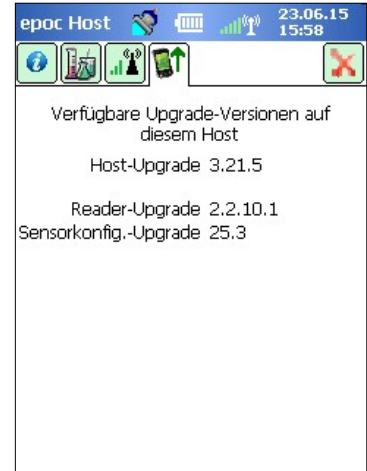 epoc Host
23.06.15
15:58
Verfügbare Upgrade-Versionen auf
diesem Host
Host-Upgrade 3.21.5
Reader-Upgrade 2.2.10.1
Sensorkonfig.-Upgrade 25.3